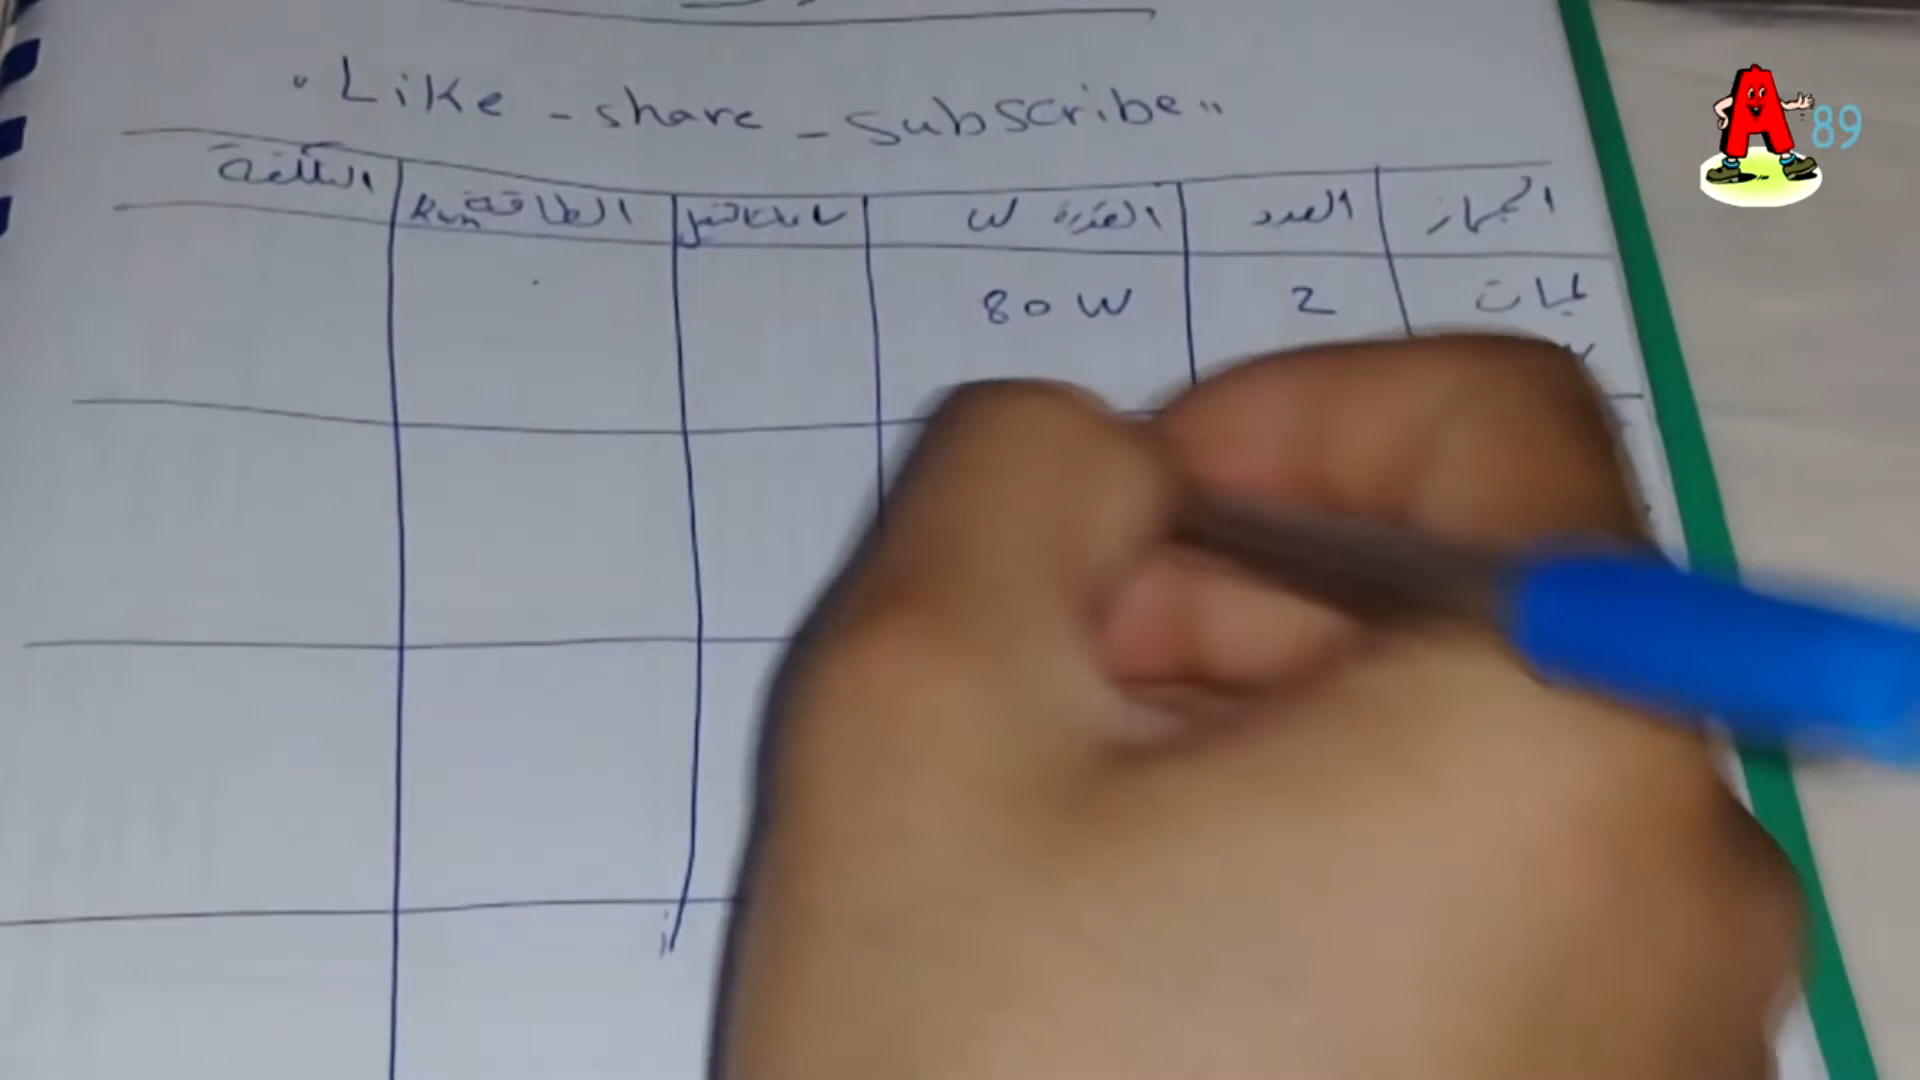 "Like - share - subscribe"
الجهاز العدد القدرة W ساعات التشغيل الطاقة kwh التكلفة
لمبات 2 80 W
A 89